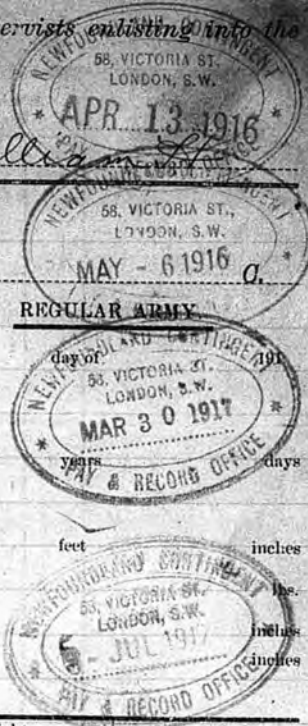 ervists enlisting into the
NEWFOUNDLAND CONTINGENT
58, VICTORIA ST.
LONDON, S.W.
APR 13 1916
PAY & RECORD OFFICE
NEWFOUNDLAND CONTINGENT
58, VICTORIA ST.,
LONDON, S.W.
MAY - 6 1916
C.
REGULAR ARMY.
day of 191
NEWFOUNDLAND CONTINGENT
58, VICTORIA ST.
LONDON, S.W.
MAR 30 1917
PAY & RECORD OFFICE
years days
feet inches
NEWFOUNDLAND CONTINGENT
lbs.
58, VICTORIA ST.
LONDON, S.W.
inches
- JUL 1917
inches
PAY & RECORD OFFICE